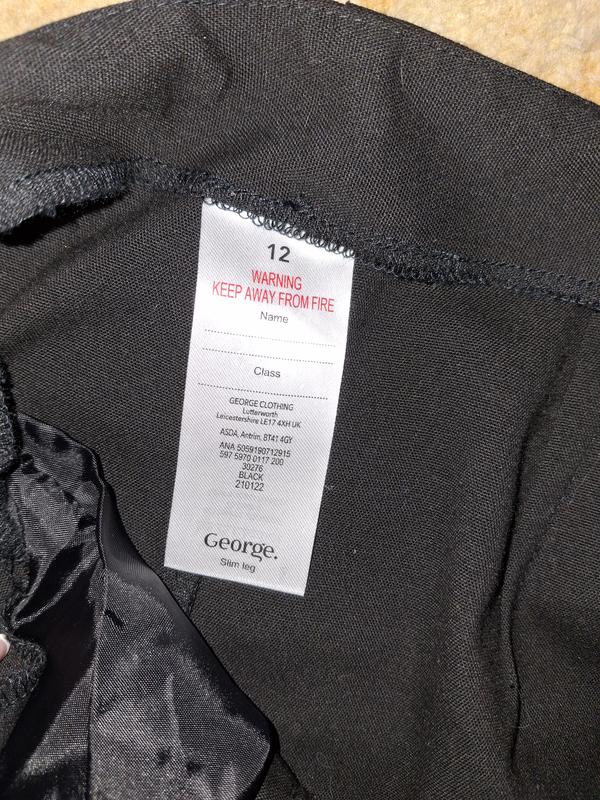 12
WARNING
KEEP AWAY FROM FIRE
Name
Class
GEORGE CLOTHING
Lutterworth
Leicestershire LE17 4XH UK
ASDA, Antrim, BT41 4GY
ANA 5059190712915
597 5970 0117 200
30276
BLACK
210122
George.
Slim leg